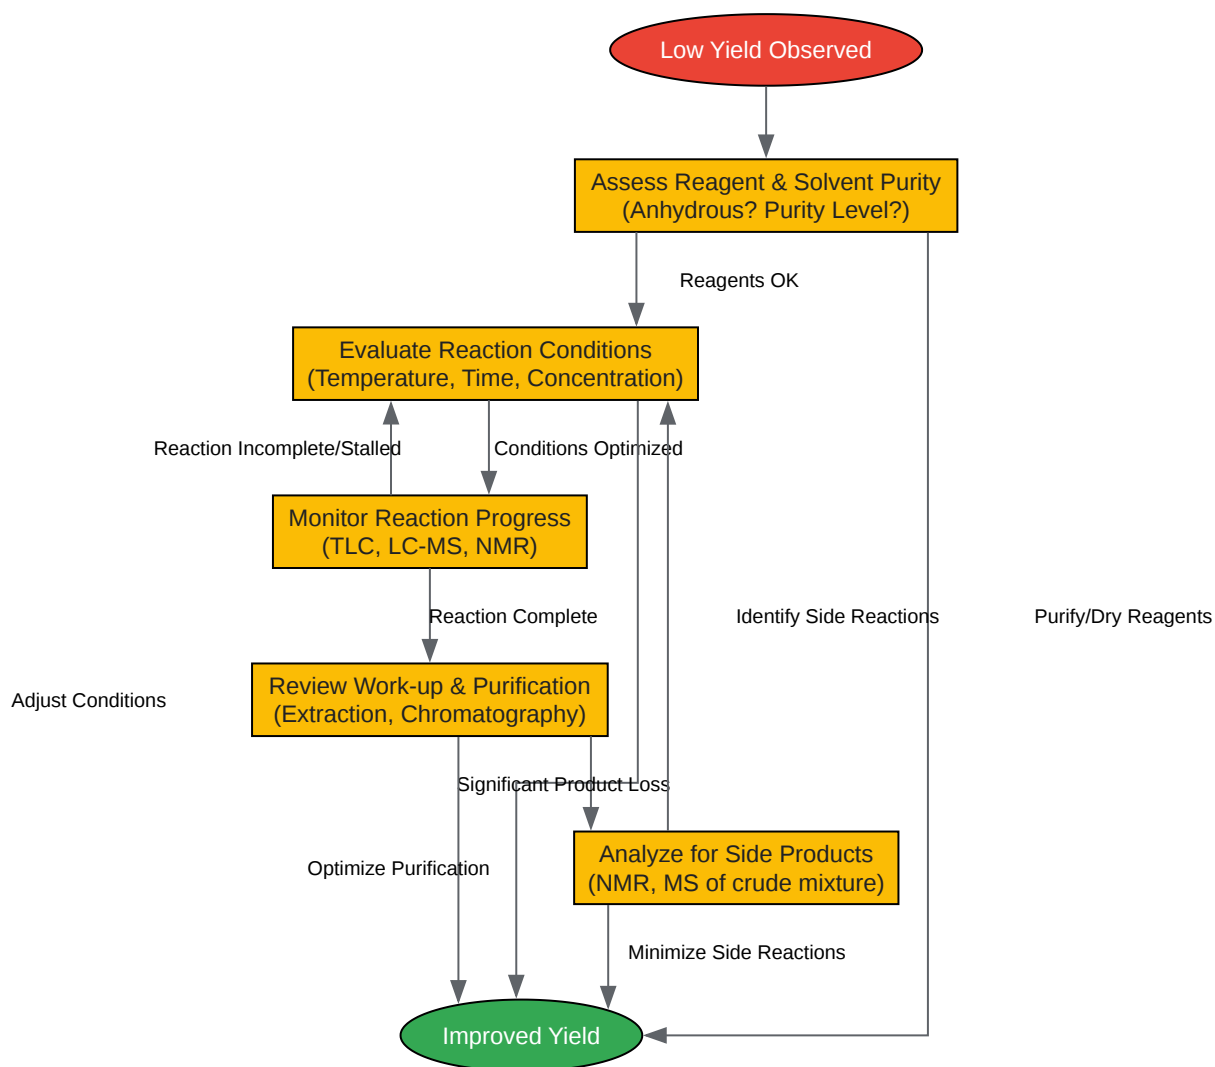 Low Yield Observed
Assess Reagent & Solvent Purity
(Anhydrous? Purity Level?)
Reagents OK
Evaluate Reaction Conditions
(Temperature, Time, Concentration)
Reaction Incomplete/Stalled
Conditions Optimized
Monitor Reaction Progress
(TLC, LC-MS, NMR)
Reaction Complete
Identify Side Reactions
Purify/Dry Reagents
Review Work-up & Purification
(Extraction, Chromatography)
Adjust Conditions
Significant Product Loss
Analyze for Side Products
(NMR, MS of crude mixture)
Optimize Purification
Minimize Side Reactions
Improved Yield